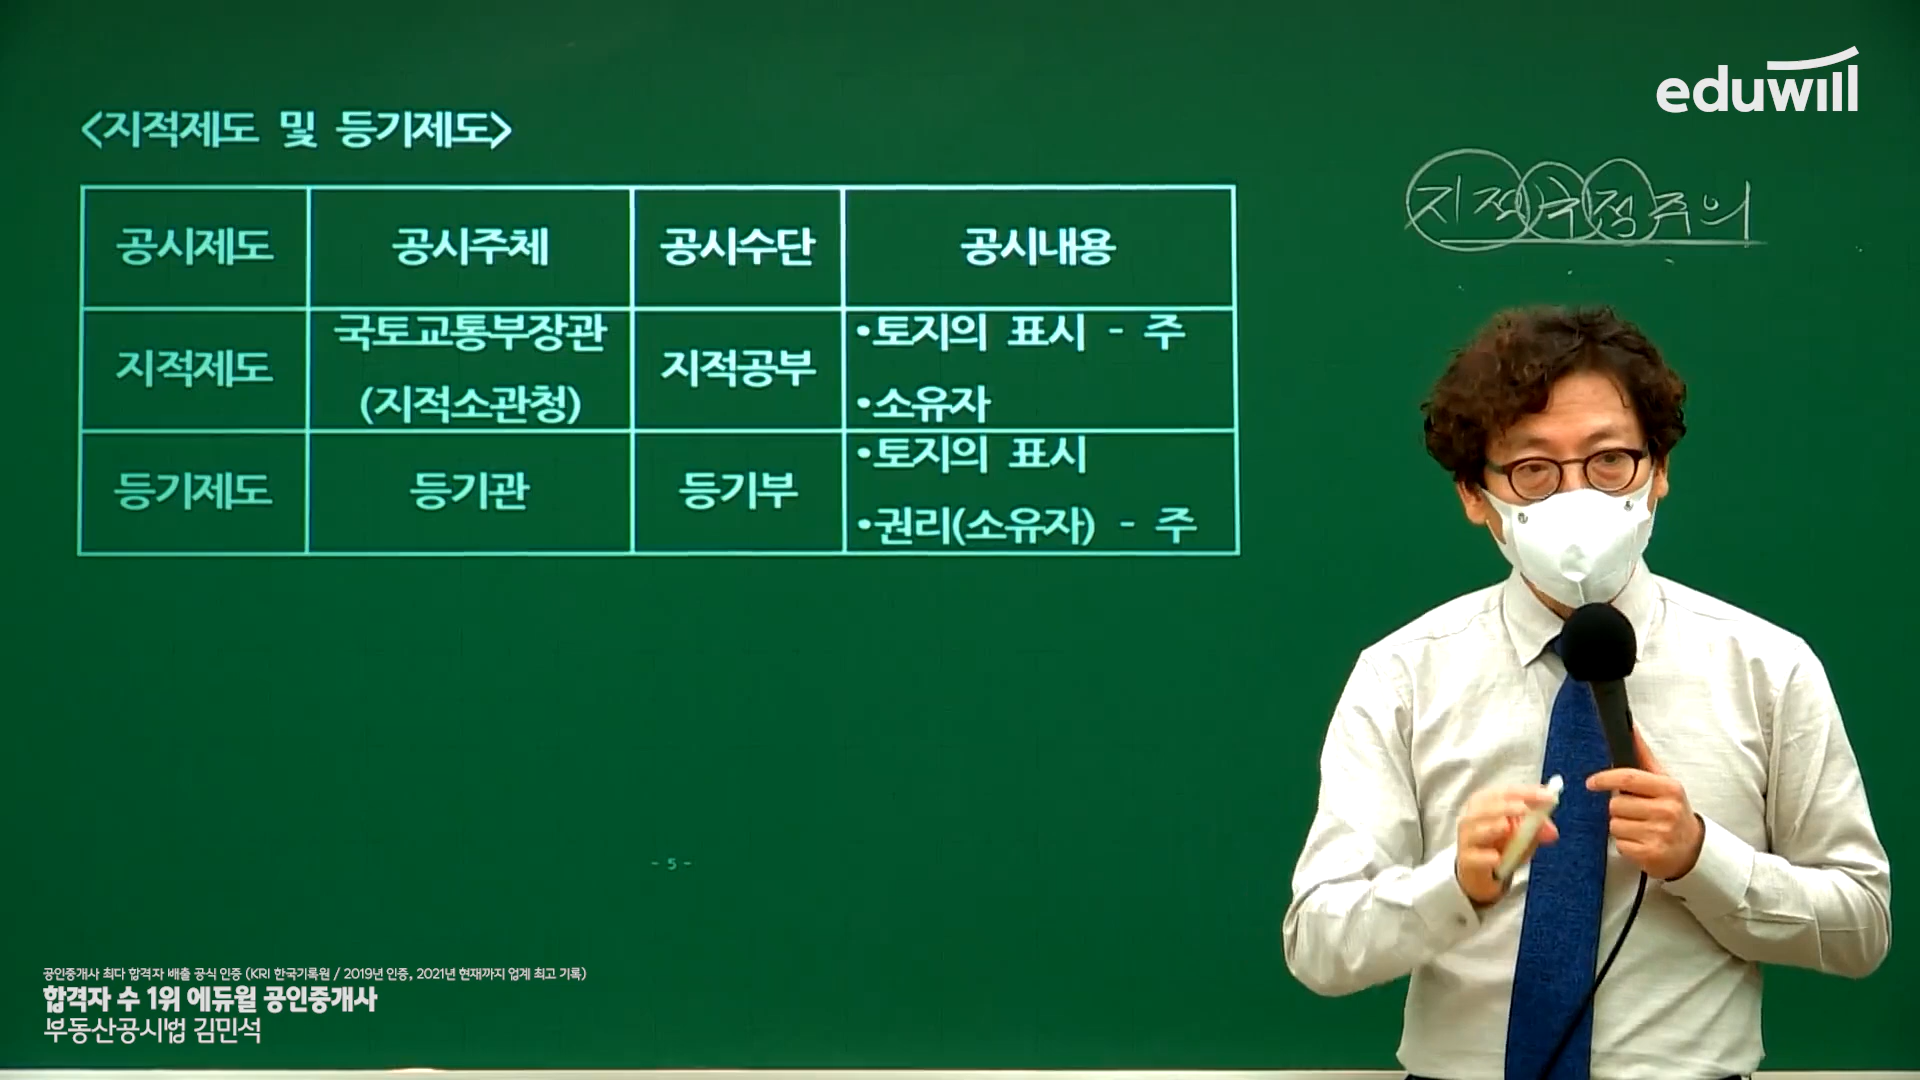 eduwill
<지적제도 및 등기제도>
지적국정주의
공시제도 공시주체 공시수단 공시내용
지적제도
국토교통부장관
(지적소관청)
지적공부
•토지의 표시 - 주
•소유자
등기제도 등기관 등기부
•토지의 표시
•권리(소유자) - 주
- 5 -
공인중개사 최다 합격자 배출 공식 인증 (KRI 한국기록원 / 2019년 인증, 2021년 현재까지 업계 최고 기록)
합격자 수 1위 에듀윌 공인중개사
부동산공시법 김민석